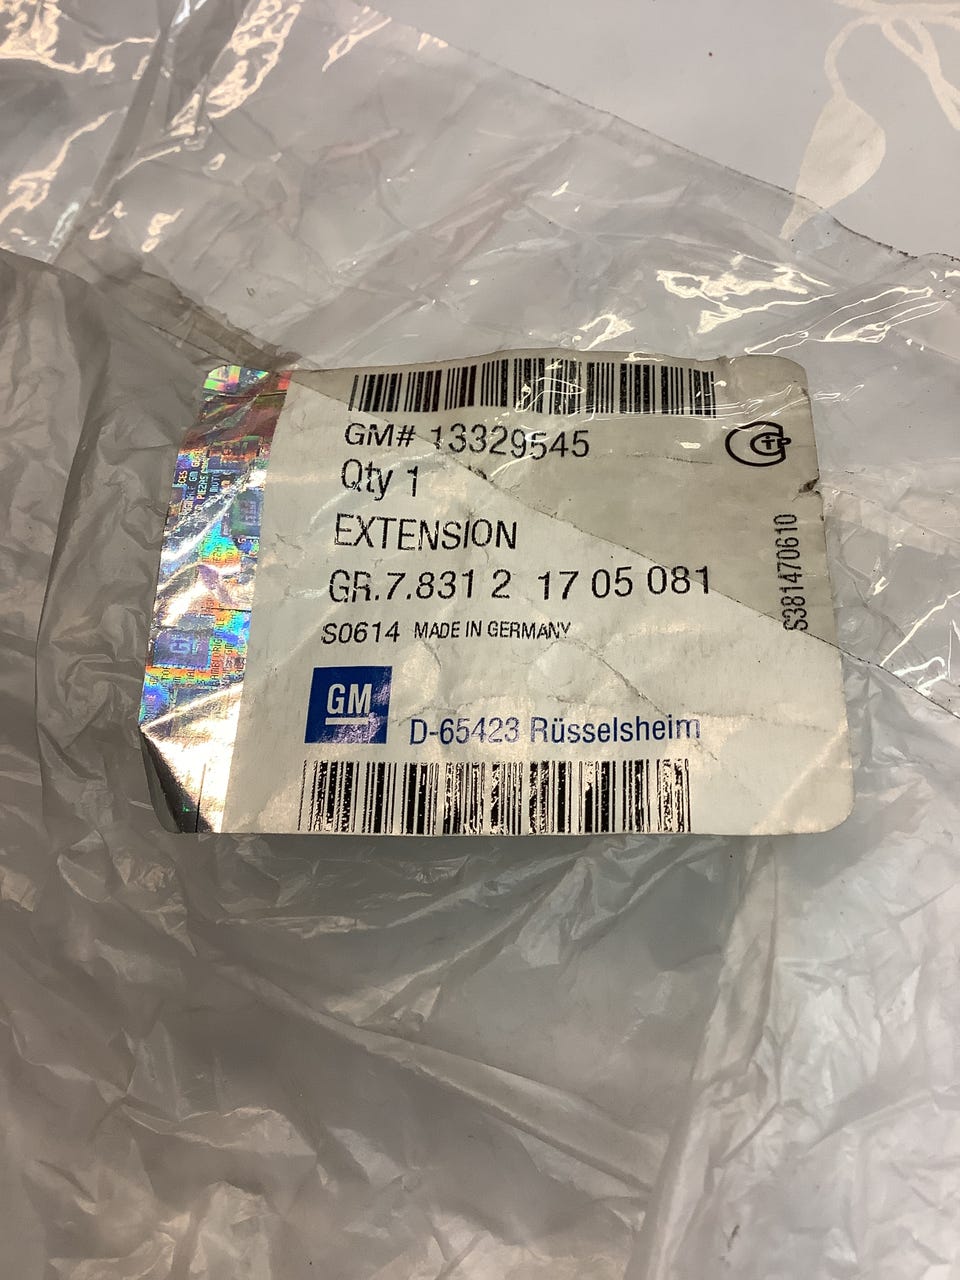 GM# 13329545
Qty 1
EXTENSION
GR.7.831 2 17 05 081
S0614 MADE IN GERMANY
GM
D-65423 Rüsselsheim
S381470610